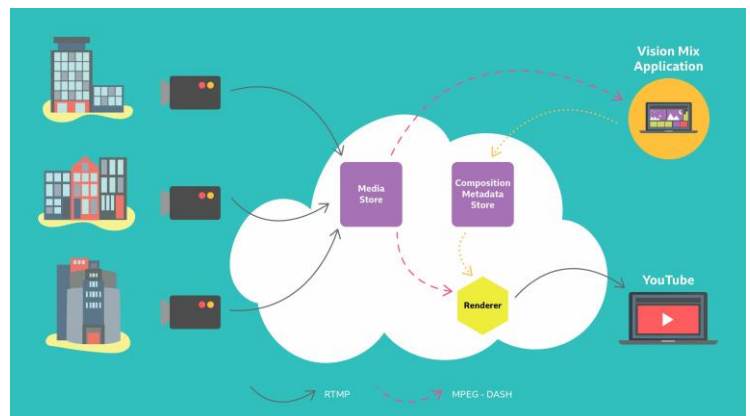 Vision Mix
Application
Media
Store
Composition
Metadata
Store
Renderer
YouTube
RTMP
MPEG - DASH